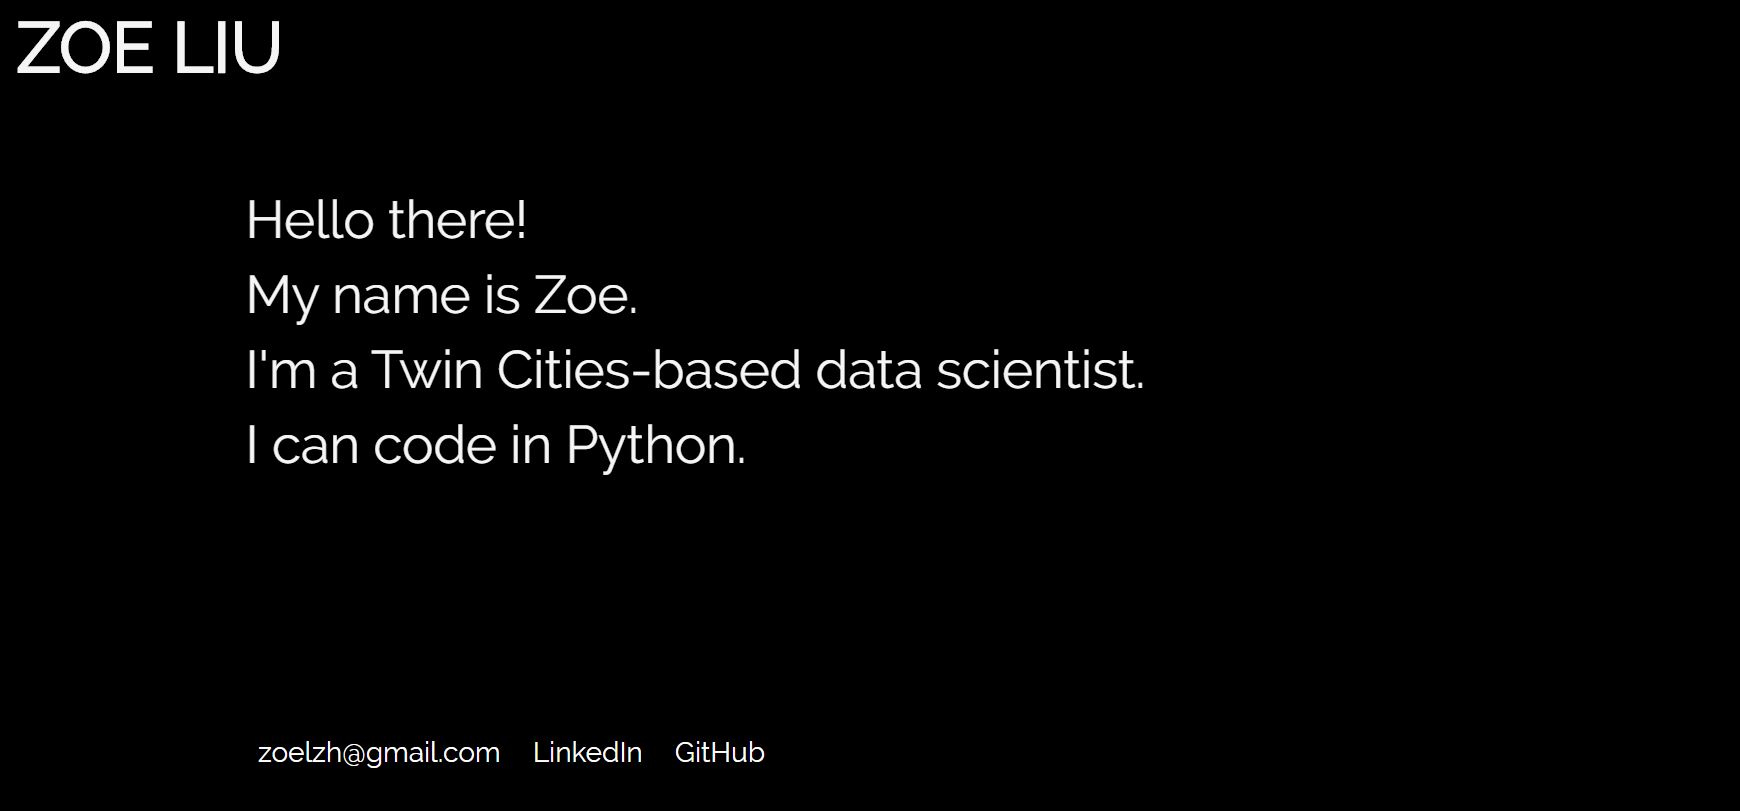 ZOE LIU
Hello there!
My name is Zoe.
I'm a Twin Cities-based data scientist.
I can code in Python.
zoelzh@gmail.com LinkedIn GitHub